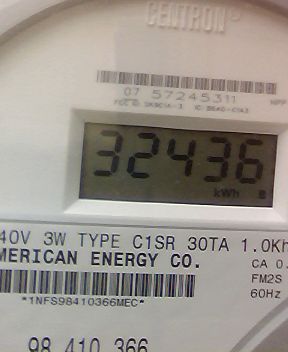 CENTRON
07 57245311
32436
kWh
40V 3W TYPE C1SR 30TA 1.0Kh
MERICAN ENERGY CO.
CA 0.
FM2S
*1NFS98410366MEC*
60Hz
98 410 366